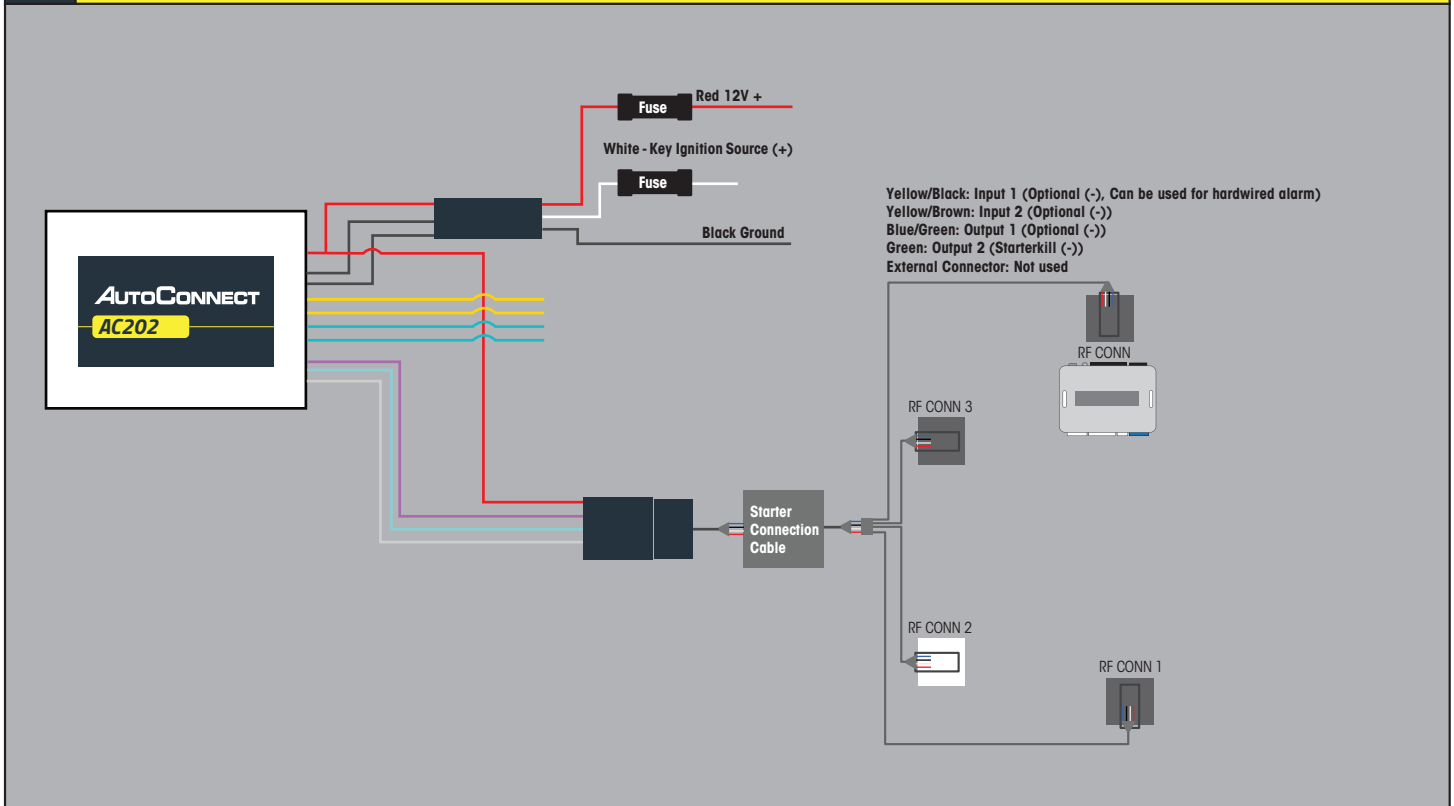 Fuse
Red 12V +
White - Key Ignition Source (+)
Fuse
Black Ground
AUTOCONNECT
AC202
Yellow/Black: Input 1 (Optional (-), Can be used for hardwired alarm)
Yellow/Brown: Input 2 (Optional (-))
Blue/Green: Output 1 (Optional (-))
Green: Output 2 (Starterkill (-))
External Connector: Not used
RF CONN
RF CONN 3
Starter
Connection
Cable
RF CONN 2
RF CONN 1